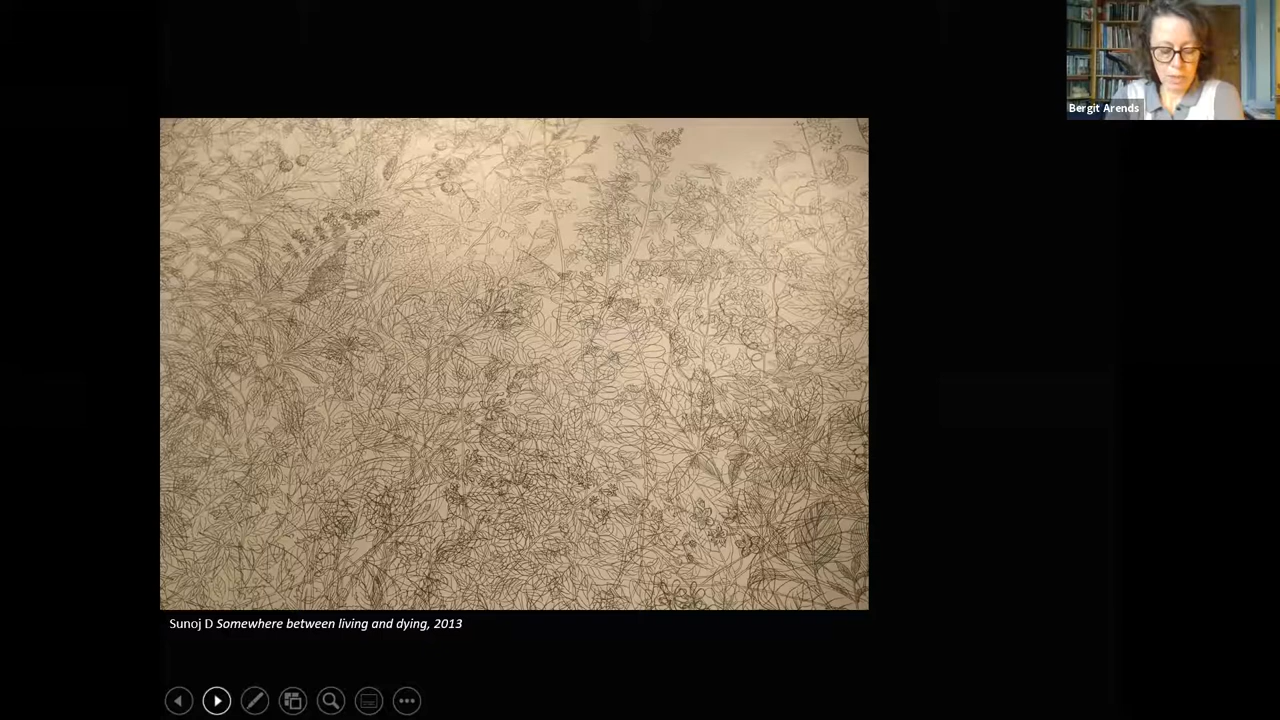 Bergit Arends
Sunoj D Somewhere between living and dying, 2013